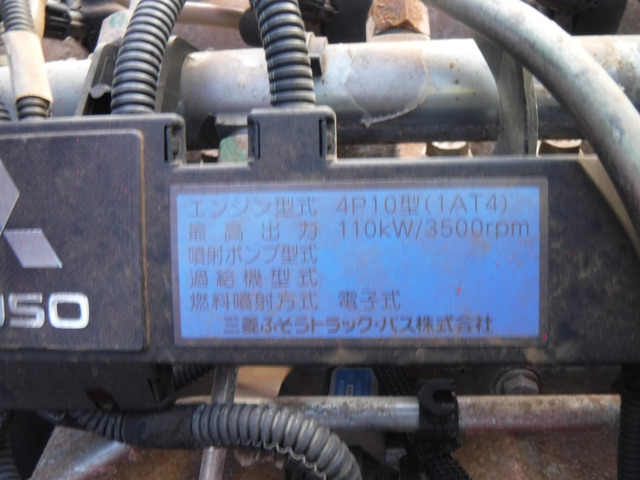 エンジン型式 4P10型(1AT4)
最高出力 110kW/3500rpm
噴射ポンプ型式
過給機型式
燃料噴射方式 電子式
三菱ふそうトラック・バス株式会社
USO